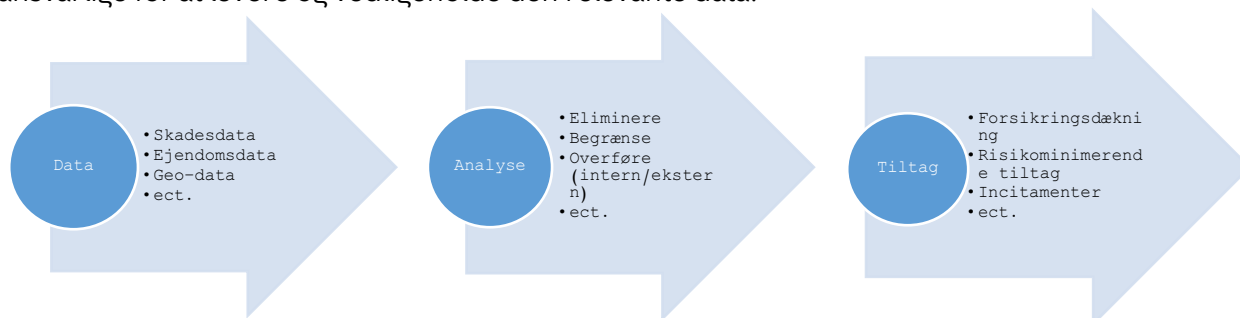 ansvarlige for at levere og vedligeholde den relevante data.
Data
• Skadesdata
• Ejendomsdata
• Geo-data
• ect.
Analyse
• Eliminere
• Begrænse
• Overføre
(intern/ekster
n)
• ect.
Tiltag
• Forsikringsdækni
ng
• Risikominimerend
e tiltag
• Incitamenter
• ect.